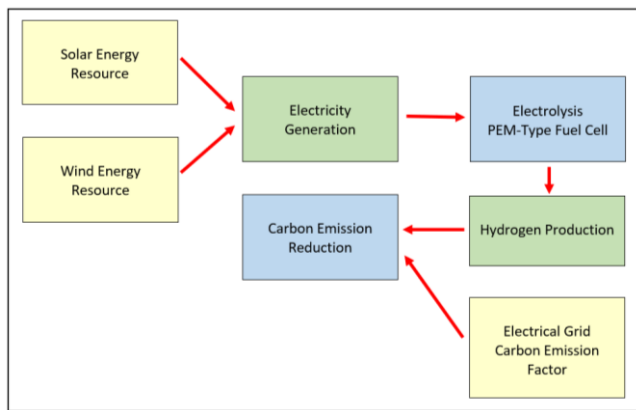 Solar Energy
Resource
Electricity
Generation
Electrolysis
PEM-Type Fuel Cell
Wind Energy
Resource
Carbon Emission
Reduction
Hydrogen Production
Electrical Grid
Carbon Emission
Factor